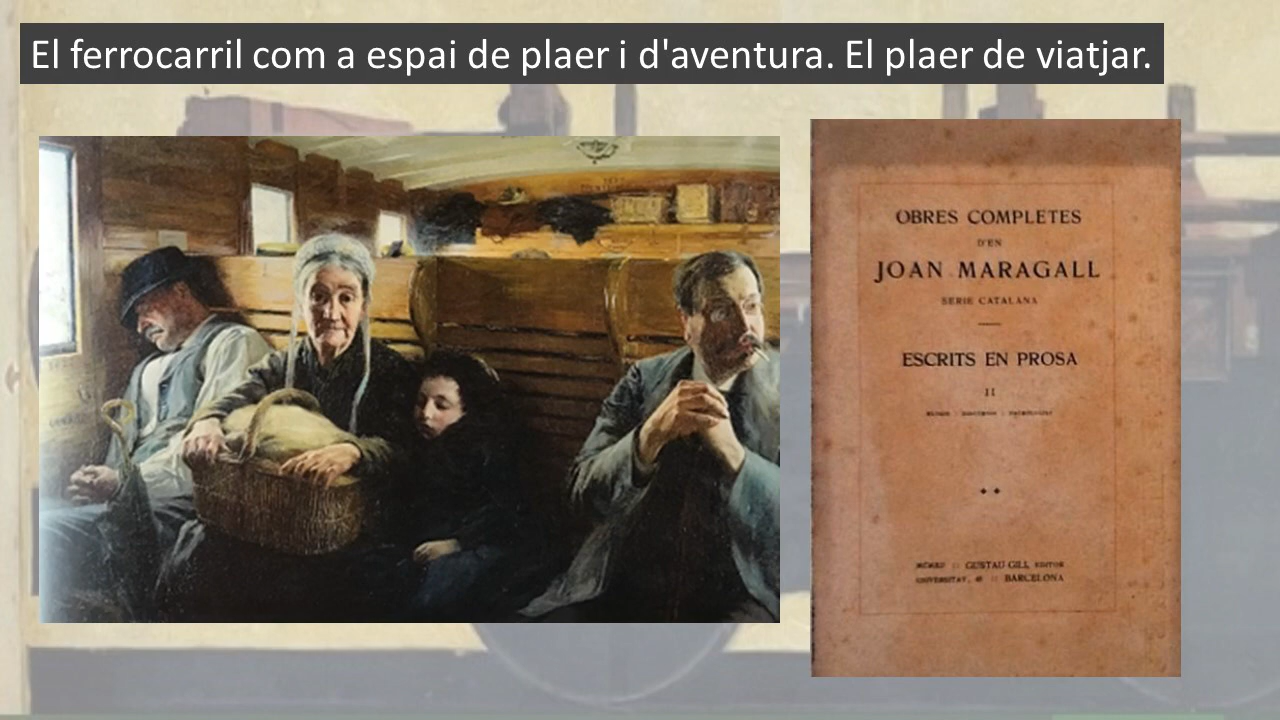 El ferrocarril com a espai de plaer i d'aventura. El plaer de viatjar.
OBRES COMPLETES
D'EN
JOAN MARAGALL
SERIE CATALANA
ESCRITS EN PROSA
II
GUSTAU GILI, EDITOR
UNIVERSITAT, :: BARCELONA